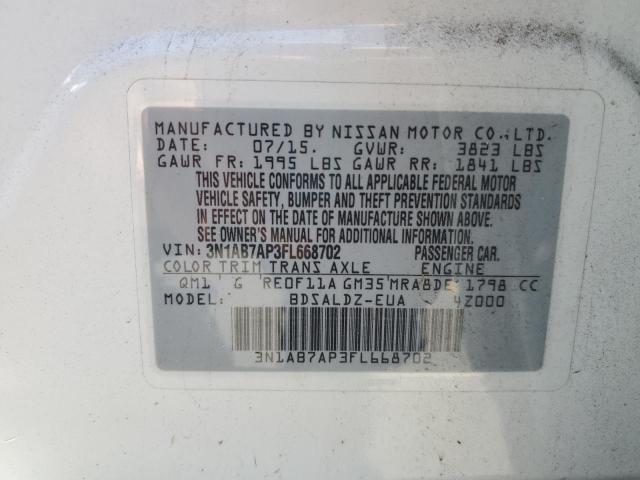 MANUFACTURED BY NISSAN MOTOR CO.,LTD.
DATE: 07/15. GVWR: 3823 LBS
GAWR FR: 1995 LBS GAWR RR: 1841 LBS
THIS VEHICLE CONFORMS TO ALL APPLICABLE FEDERAL MOTOR
VEHICLE SAFETY, BUMPER AND THEFT PREVENTION STANDARDS
IN EFFECT ON THE DATE OF MANUFACTURE SHOWN ABOVE.
SEE OWNER'S MANUAL FOR ADDITIONAL INFORMATION.
VIN: 3N1AB7AP3FL668702 PASSENGER CAR.
COLOR TRIM TRANS AXLE ENGINE
QM1 G RE0F11A GM35 MRA8DE 1798 CC
MODEL: BDSALDZ-EUA 4Z000
3N1AB7AP3FL668702